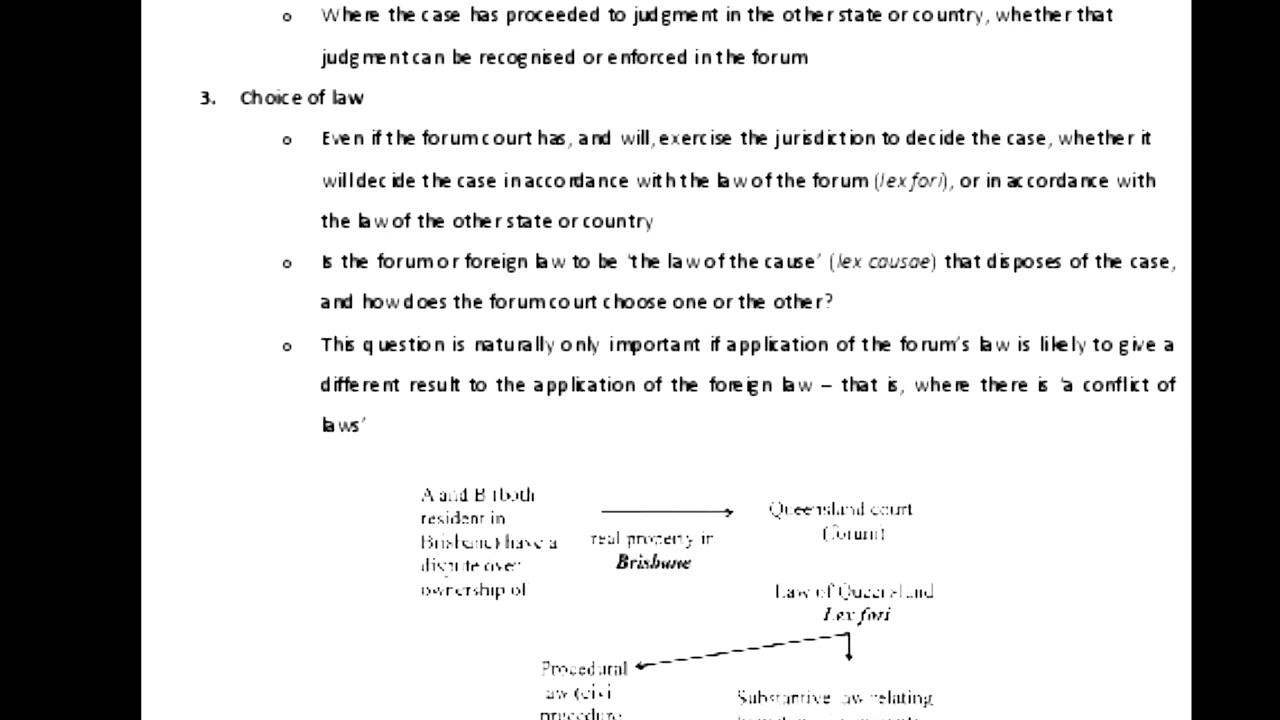 o Where the case has proceeded to judgment in the other state or country, whether that
judgment can be recognised or enforced in the forum
3. Choice of law
o Even if the forum court has, and will, exercise the jurisdiction to decide the case, whether it
will decide the case in accordance with the law of the forum (lex fori), or in accordance with
the law of the other state or country
o Is the forum or foreign law to be 'the law of the cause' (lex causae) that disposes of the case,
and how does the forum court choose one or the other?
o This question is naturally only important if application of the forum's law is likely to give a
different result to the application of the foreign law – that is, where there is 'a conflict of
laws'
A and B (both
resident in
Brisbane) have a
dispute over
ownership of
real property in
Brisbane
Queensland court
(forum)
Law of Queensland
Lex fori
Procedural
law (civil
procedure
Substantive law relating